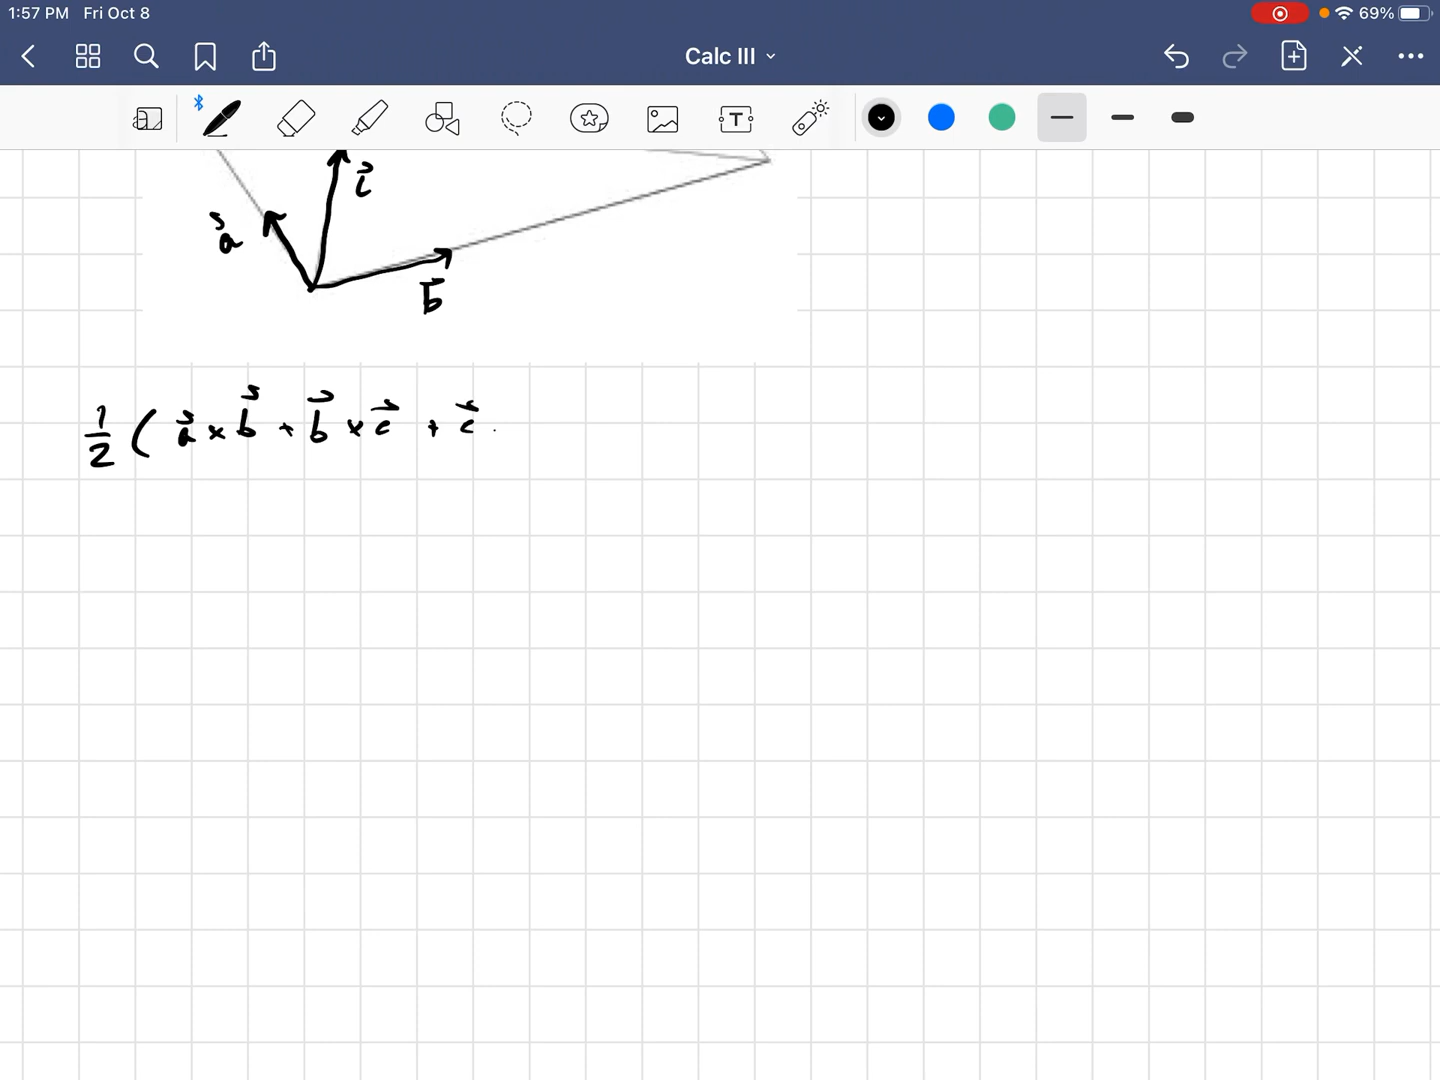 1:57 PM Fri Oct 8
69%
Calc III
a
T
c⃗
a⃗
b⃗
1/2 ( a⃗ × b⃗ + b⃗ × c⃗ + c⃗